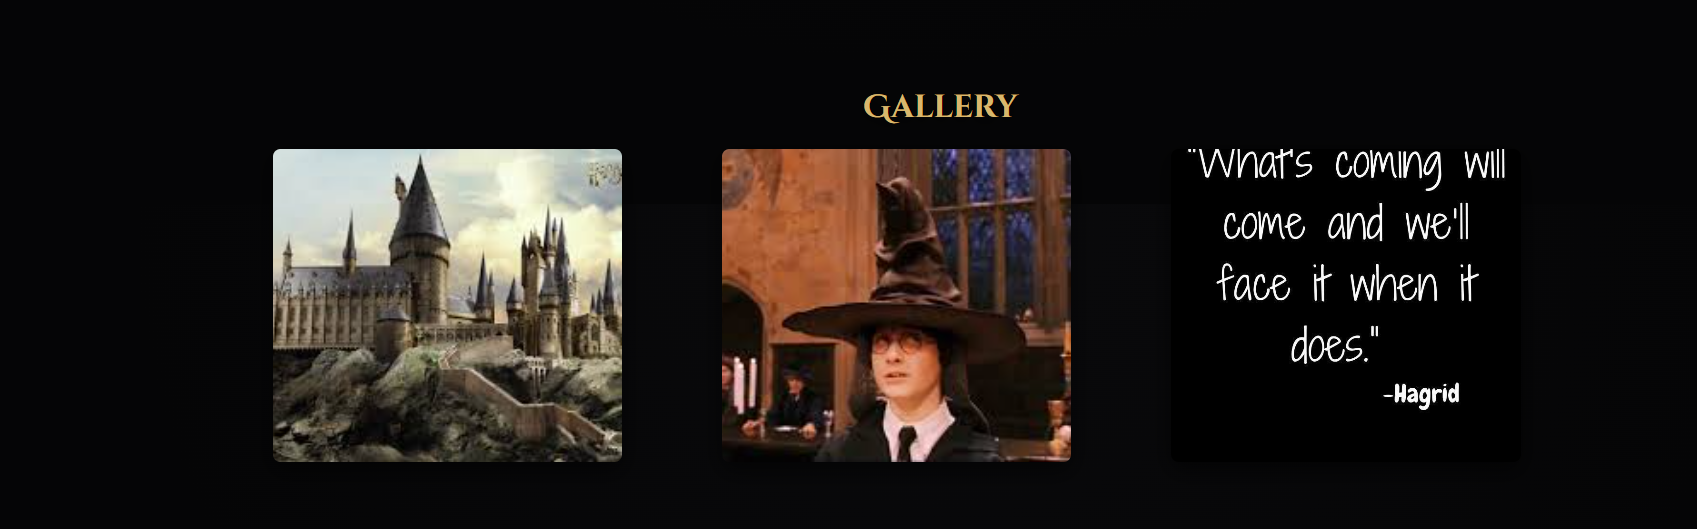 Gallery
"What's coming will
come and we'll
face it when it
does."
-Hagrid